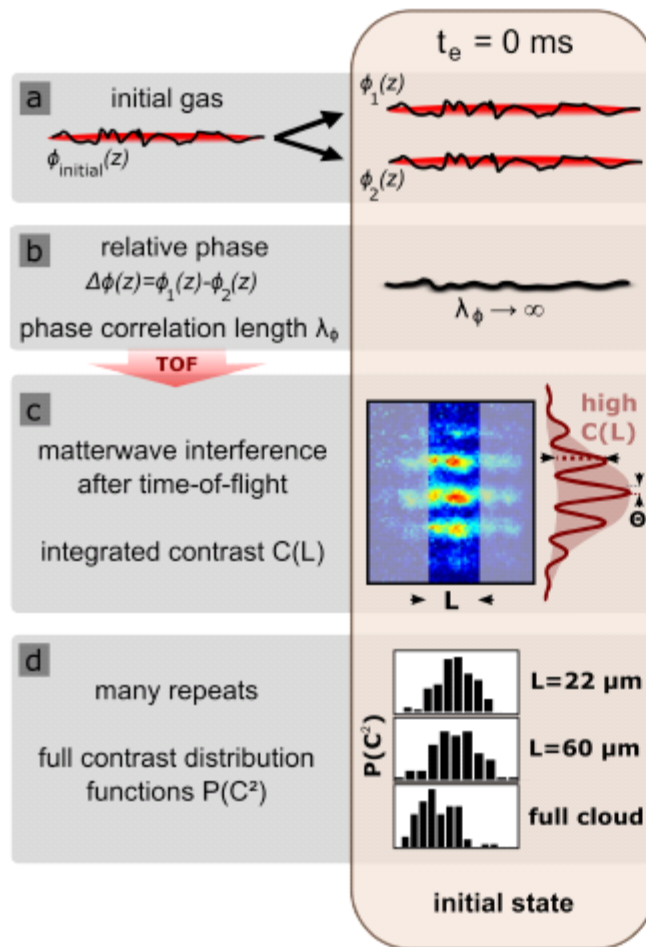 t_e = 0 ms
a
initial gas
ϕ_initial(z)
ϕ_1(z)
ϕ_2(z)
b
relative phase
Δϕ(z)=ϕ_1(z)-ϕ_2(z)
phase correlation length λ_ϕ
λ_ϕ → ∞
TOF
c
matterwave interference
after time-of-flight
integrated contrast C(L)
high
C(L)
Θ
L
d
many repeats
full contrast distribution
functions P(C²)
P(C²)
L=22 µm
L=60 µm
full cloud
initial state